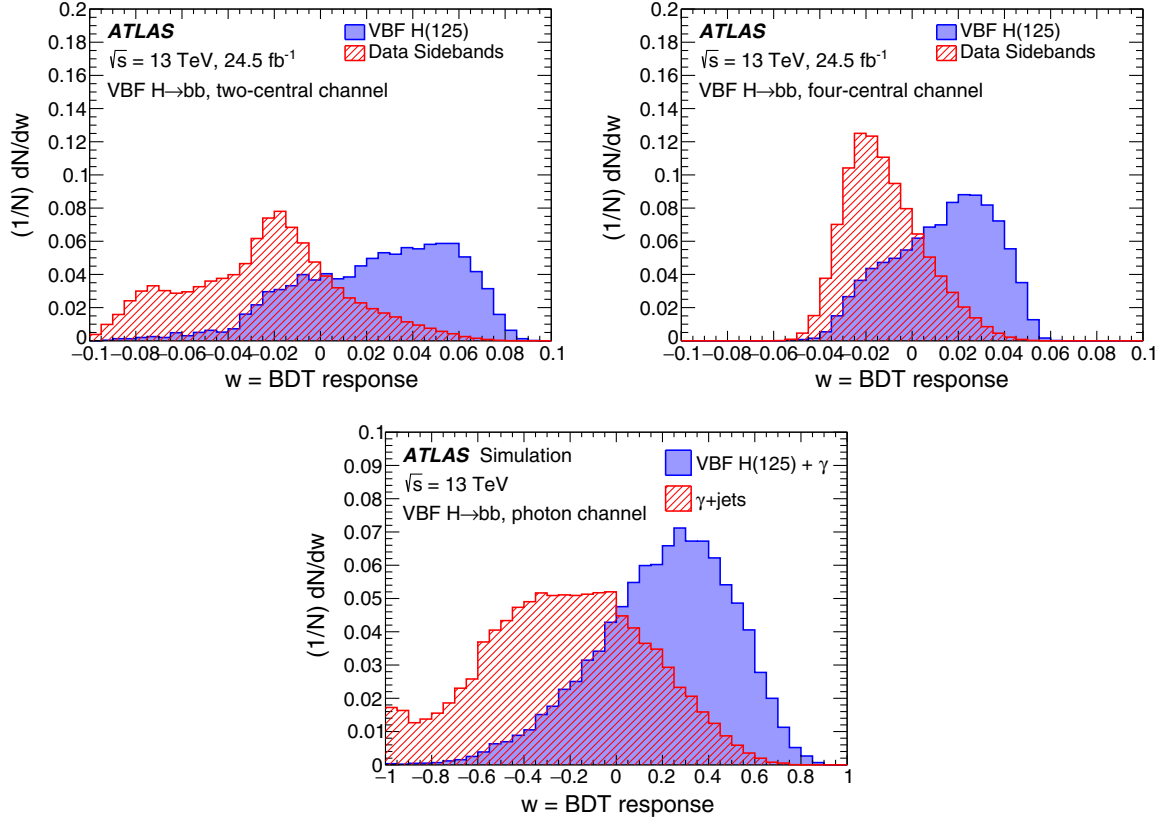 ATLAS
√s = 13 TeV, 24.5 fb⁻¹
VBF H→bb, two-central channel
VBF H(125)
Data Sidebands
(1/N) dN/dw
0.2
0.18
0.16
0.14
0.12
0.1
0.08
0.06
0.04
0.02
0
−0.1 −0.08 −0.06 −0.04 −0.02 0 0.02 0.04 0.06 0.08 0.1
w = BDT response
ATLAS
√s = 13 TeV, 24.5 fb⁻¹
VBF H→bb, four-central channel
VBF H(125)
Data Sidebands
(1/N) dN/dw
0.2
0.18
0.16
0.14
0.12
0.1
0.08
0.06
0.04
0.02
0
−0.1 −0.08 −0.06 −0.04 −0.02 0 0.02 0.04 0.06 0.08 0.1
w = BDT response
ATLAS Simulation
√s = 13 TeV
VBF H→bb, photon channel
VBF H(125) + γ
γ+jets
(1/N) dN/dw
0.1
0.09
0.08
0.07
0.06
0.05
0.04
0.03
0.02
0.01
0
−1 −0.8 −0.6 −0.4 −0.2 0 0.2 0.4 0.6 0.8 1
w = BDT response